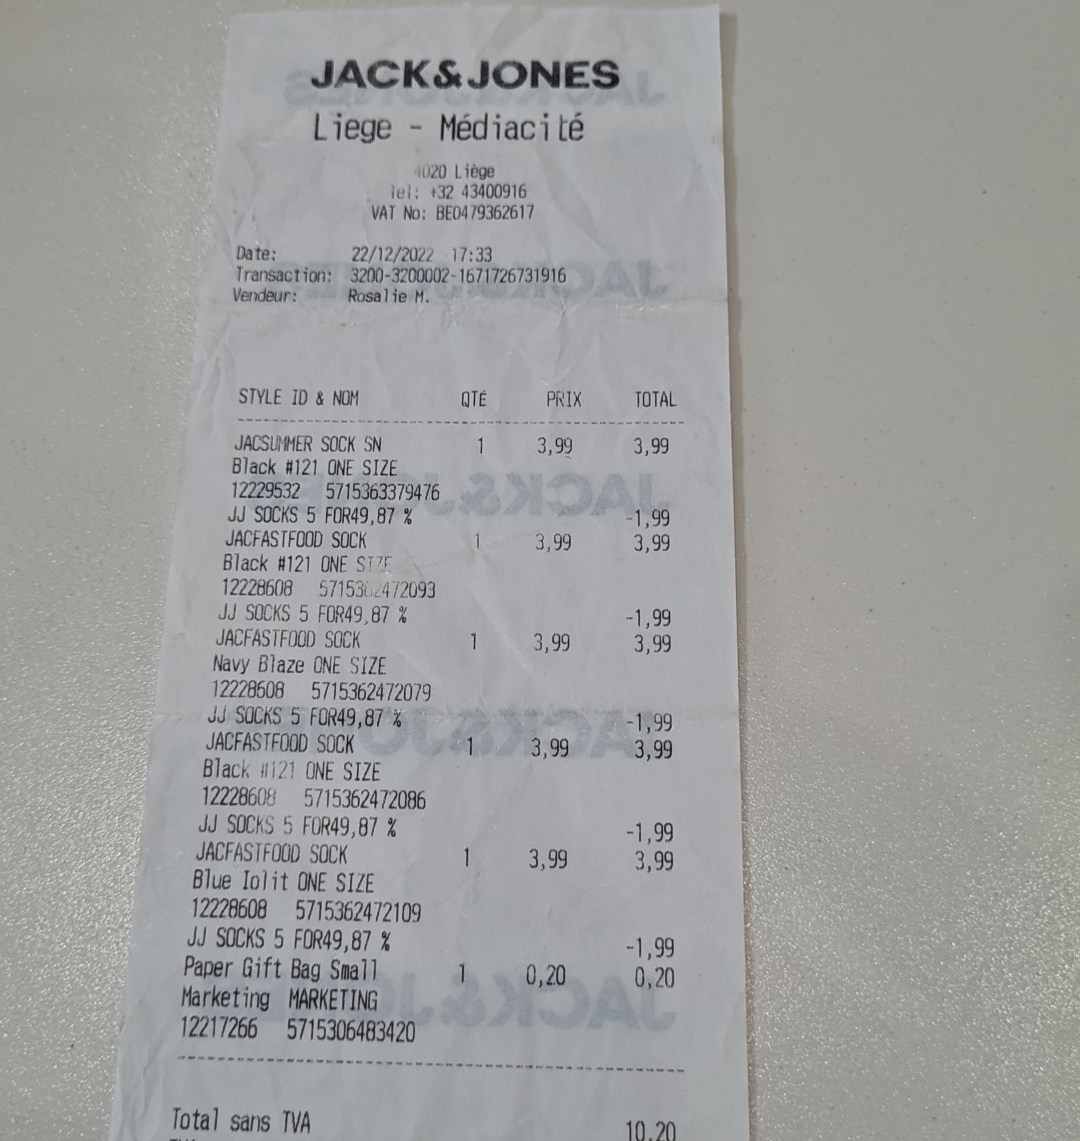 JACK&JONES
Liege - Médiacité
4020 Liège
Tel: +32 43400916
VAT No: BE0479362617
Date: 22/12/2022 17:33
Transaction: 3200-3200002-1671726731916
Vendeur: Rosalie M.
STYLE ID & NOM QTÉ PRIX TOTAL
JACSUMMER SOCK SN 1 3,99 3,99
Black #121 ONE SIZE
12229532 5715363379476
JJ SOCKS 5 FOR49,87 % -1,99
JACFASTFOOD SOCK 1 3,99 3,99
Black #121 ONE SIZE
12228608 5715362472093
JJ SOCKS 5 FOR49,87 % -1,99
JACFASTFOOD SOCK 1 3,99 3,99
Navy Blaze ONE SIZE
12228608 5715362472079
JJ SOCKS 5 FOR49,87 % -1,99
JACFASTFOOD SOCK 1 3,99 3,99
Black #121 ONE SIZE
12228608 5715362472086
JJ SOCKS 5 FOR49,87 % -1,99
JACFASTFOOD SOCK 1 3,99 3,99
Blue Iolit ONE SIZE
12228608 5715362472109
JJ SOCKS 5 FOR49,87 % -1,99
Paper Gift Bag Small 1 0,20 0,20
Marketing MARKETING
12217266 5715306483420
Total sans TVA 10,20